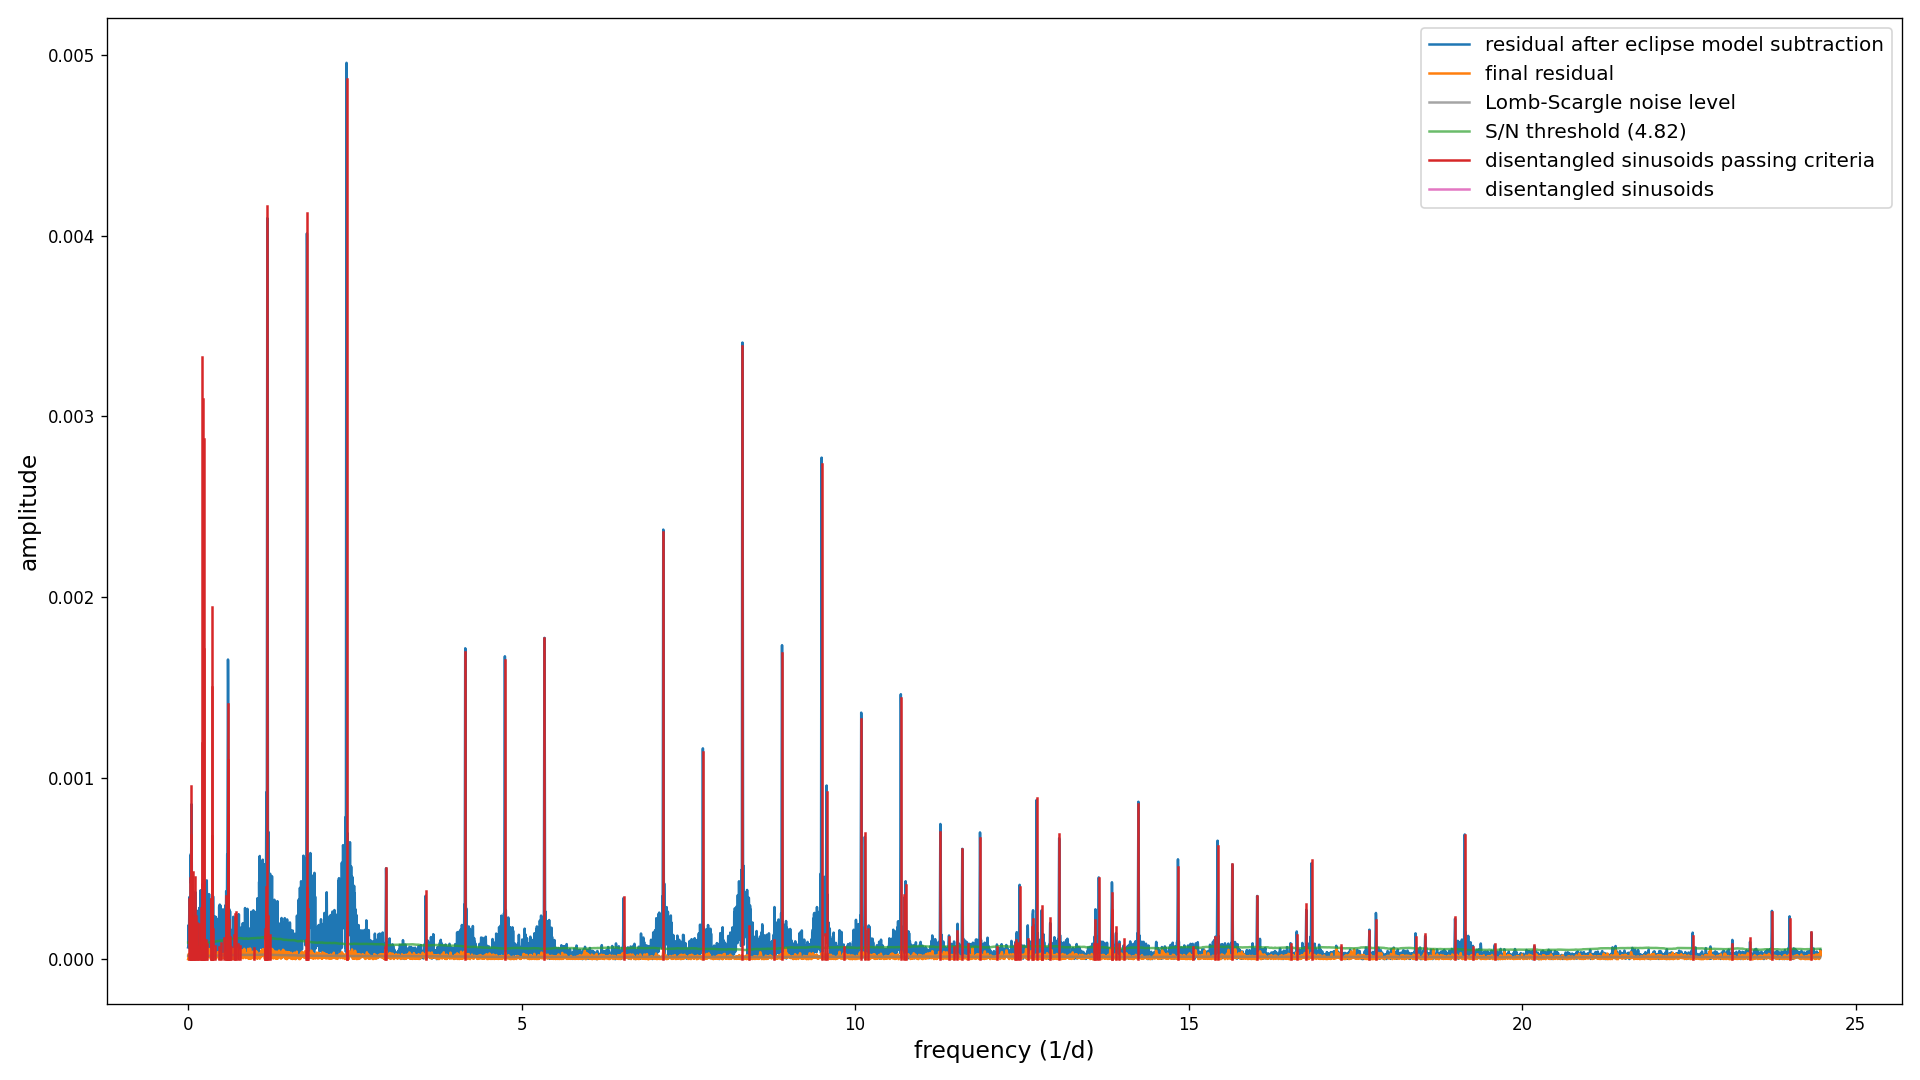 residual after eclipse model subtraction
final residual
Lomb-Scargle noise level
S/N threshold (4.82)
disentangled sinusoids passing criteria
disentangled sinusoids
0.005
0.004
0.003
0.002
0.001
0.000
amplitude
0 5 10 15 20 25
frequency (1/d)